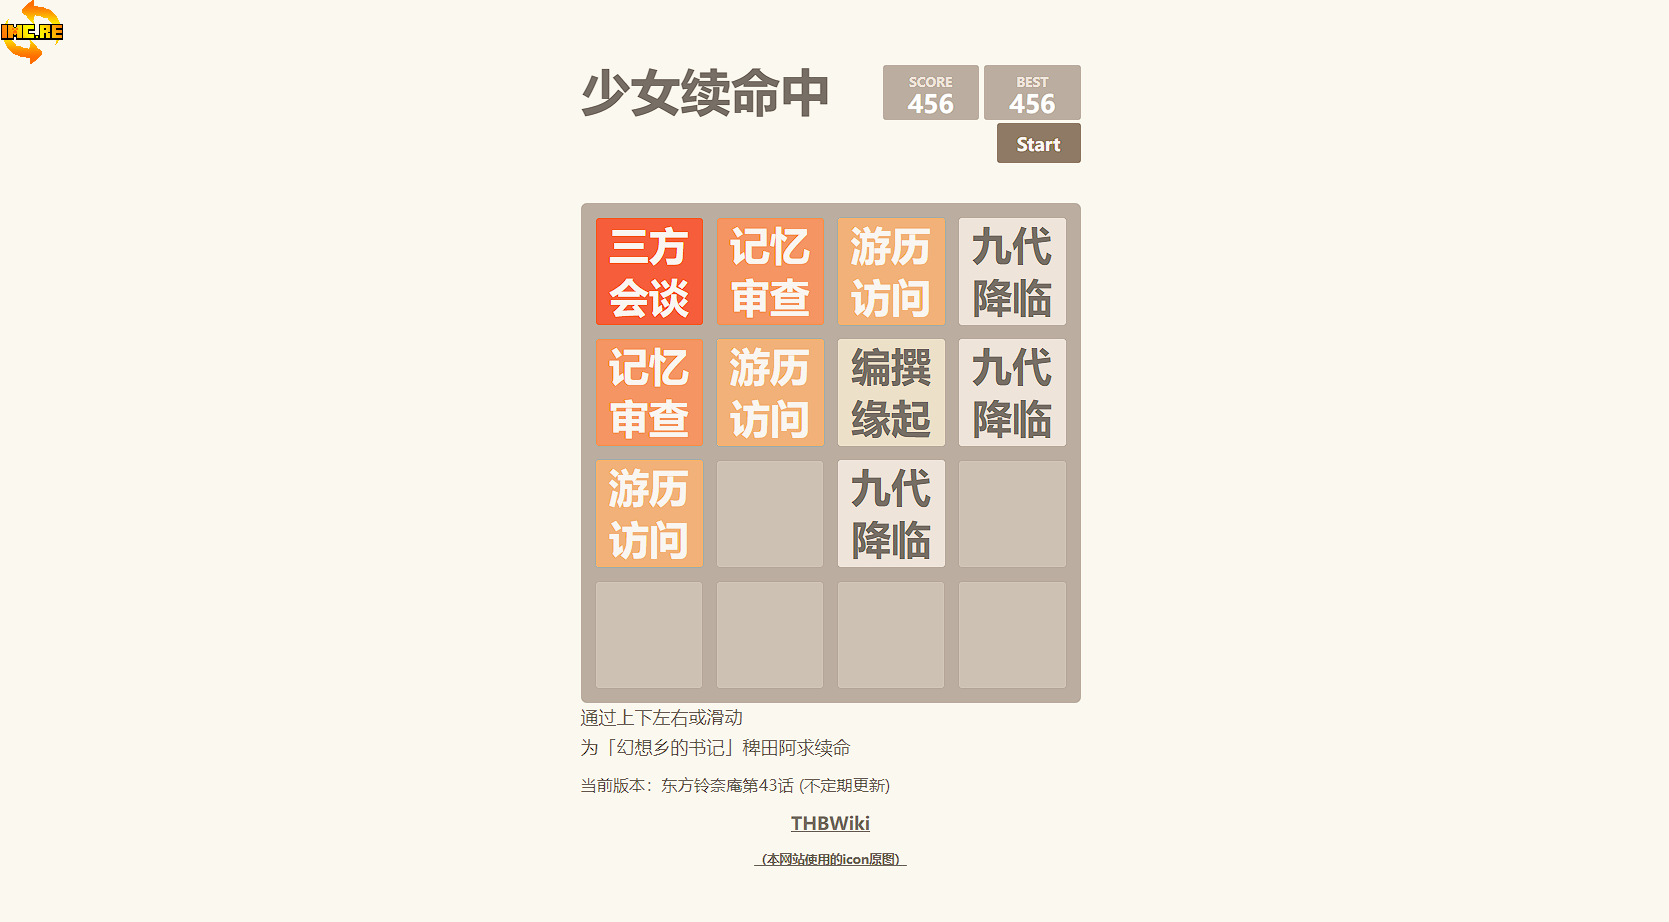 IMC.RE
少女续命中
SCORE
456
BEST
456
Start
三方
会谈
记忆
审查
游历
访问
九代
降临
记忆
审查
游历
访问
编撰
缘起
九代
降临
游历
访问
九代
降临
通过上下左右或滑动
为「幻想乡的书记」稗田阿求续命
当前版本：东方铃奈庵第43话 (不定期更新)
THBWiki
（本网站使用的icon原图）